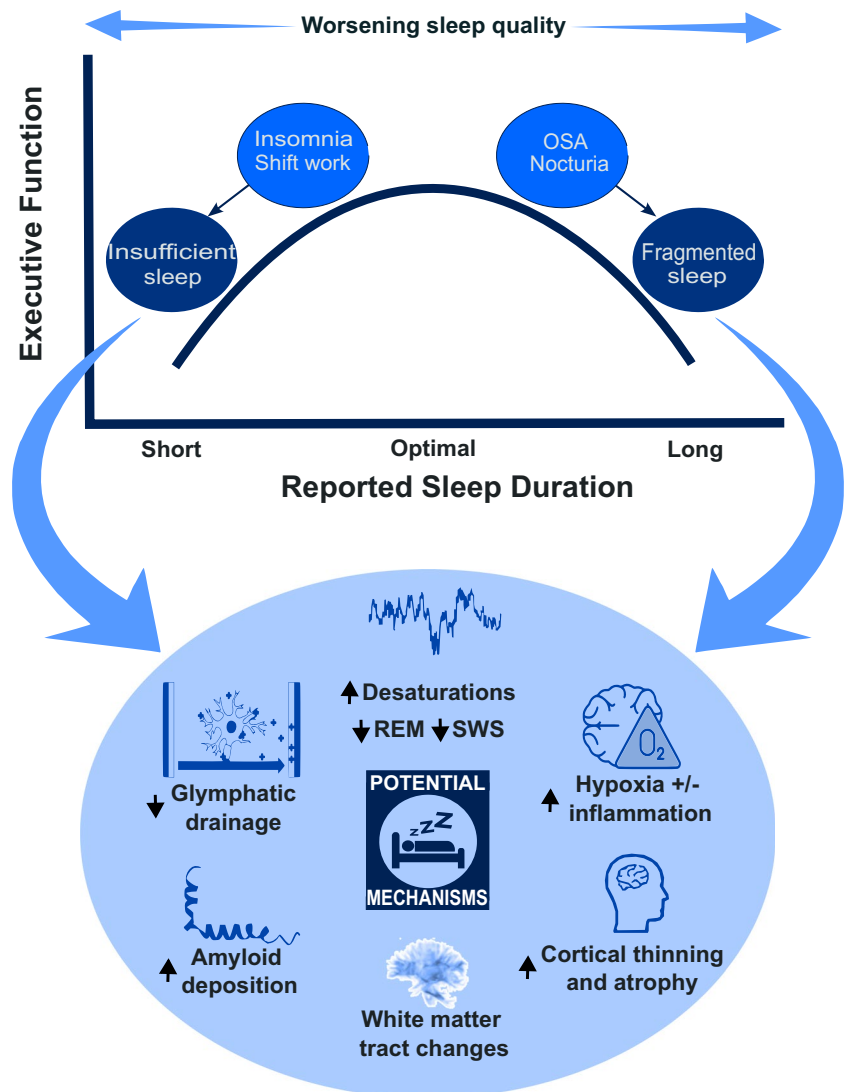 Worsening sleep quality
Executive Function
Insomnia
Shift work
OSA
Nocturia
Insufficient
sleep
Fragmented
sleep
Short
Optimal
Long
Reported Sleep Duration
Desaturations
REM
SWS
Glymphatic
drainage
O2
Hypoxia +/-
inflammation
POTENTIAL
zzZ
MECHANISMS
Amyloid
deposition
Cortical thinning
and atrophy
White matter
tract changes